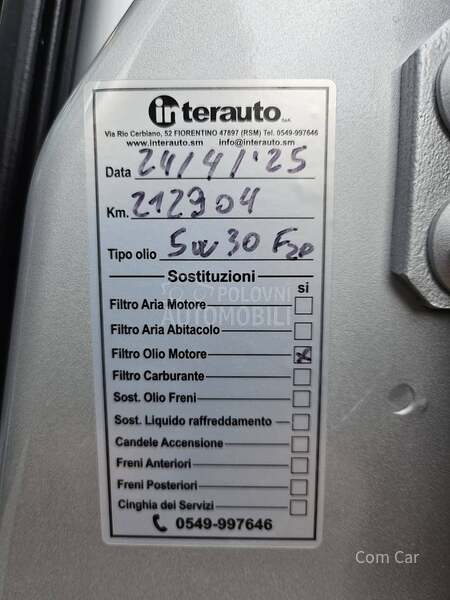 interauto S.p.A.
Via Rio Cerbiano, 52 FIORENTINO 47897 (RSM) Tel. 0549-997646
www.interauto.sm info@interauto.sm
Data 24/4/'25
Km. 212904
Tipo olio 5w30 F20
Sostituzioni
si
Filtro Aria Motore
POLOVNI
AUTOMOBILI
Filtro Aria Abitacolo
Filtro Olio Motore X
Filtro Carburante
Sost. Olio Freni
Sost. Liquido raffreddamento
Candele Accensione
Freni Anteriori
Freni Posteriori
Cinghia dei Servizi
0549-997646
Com Car